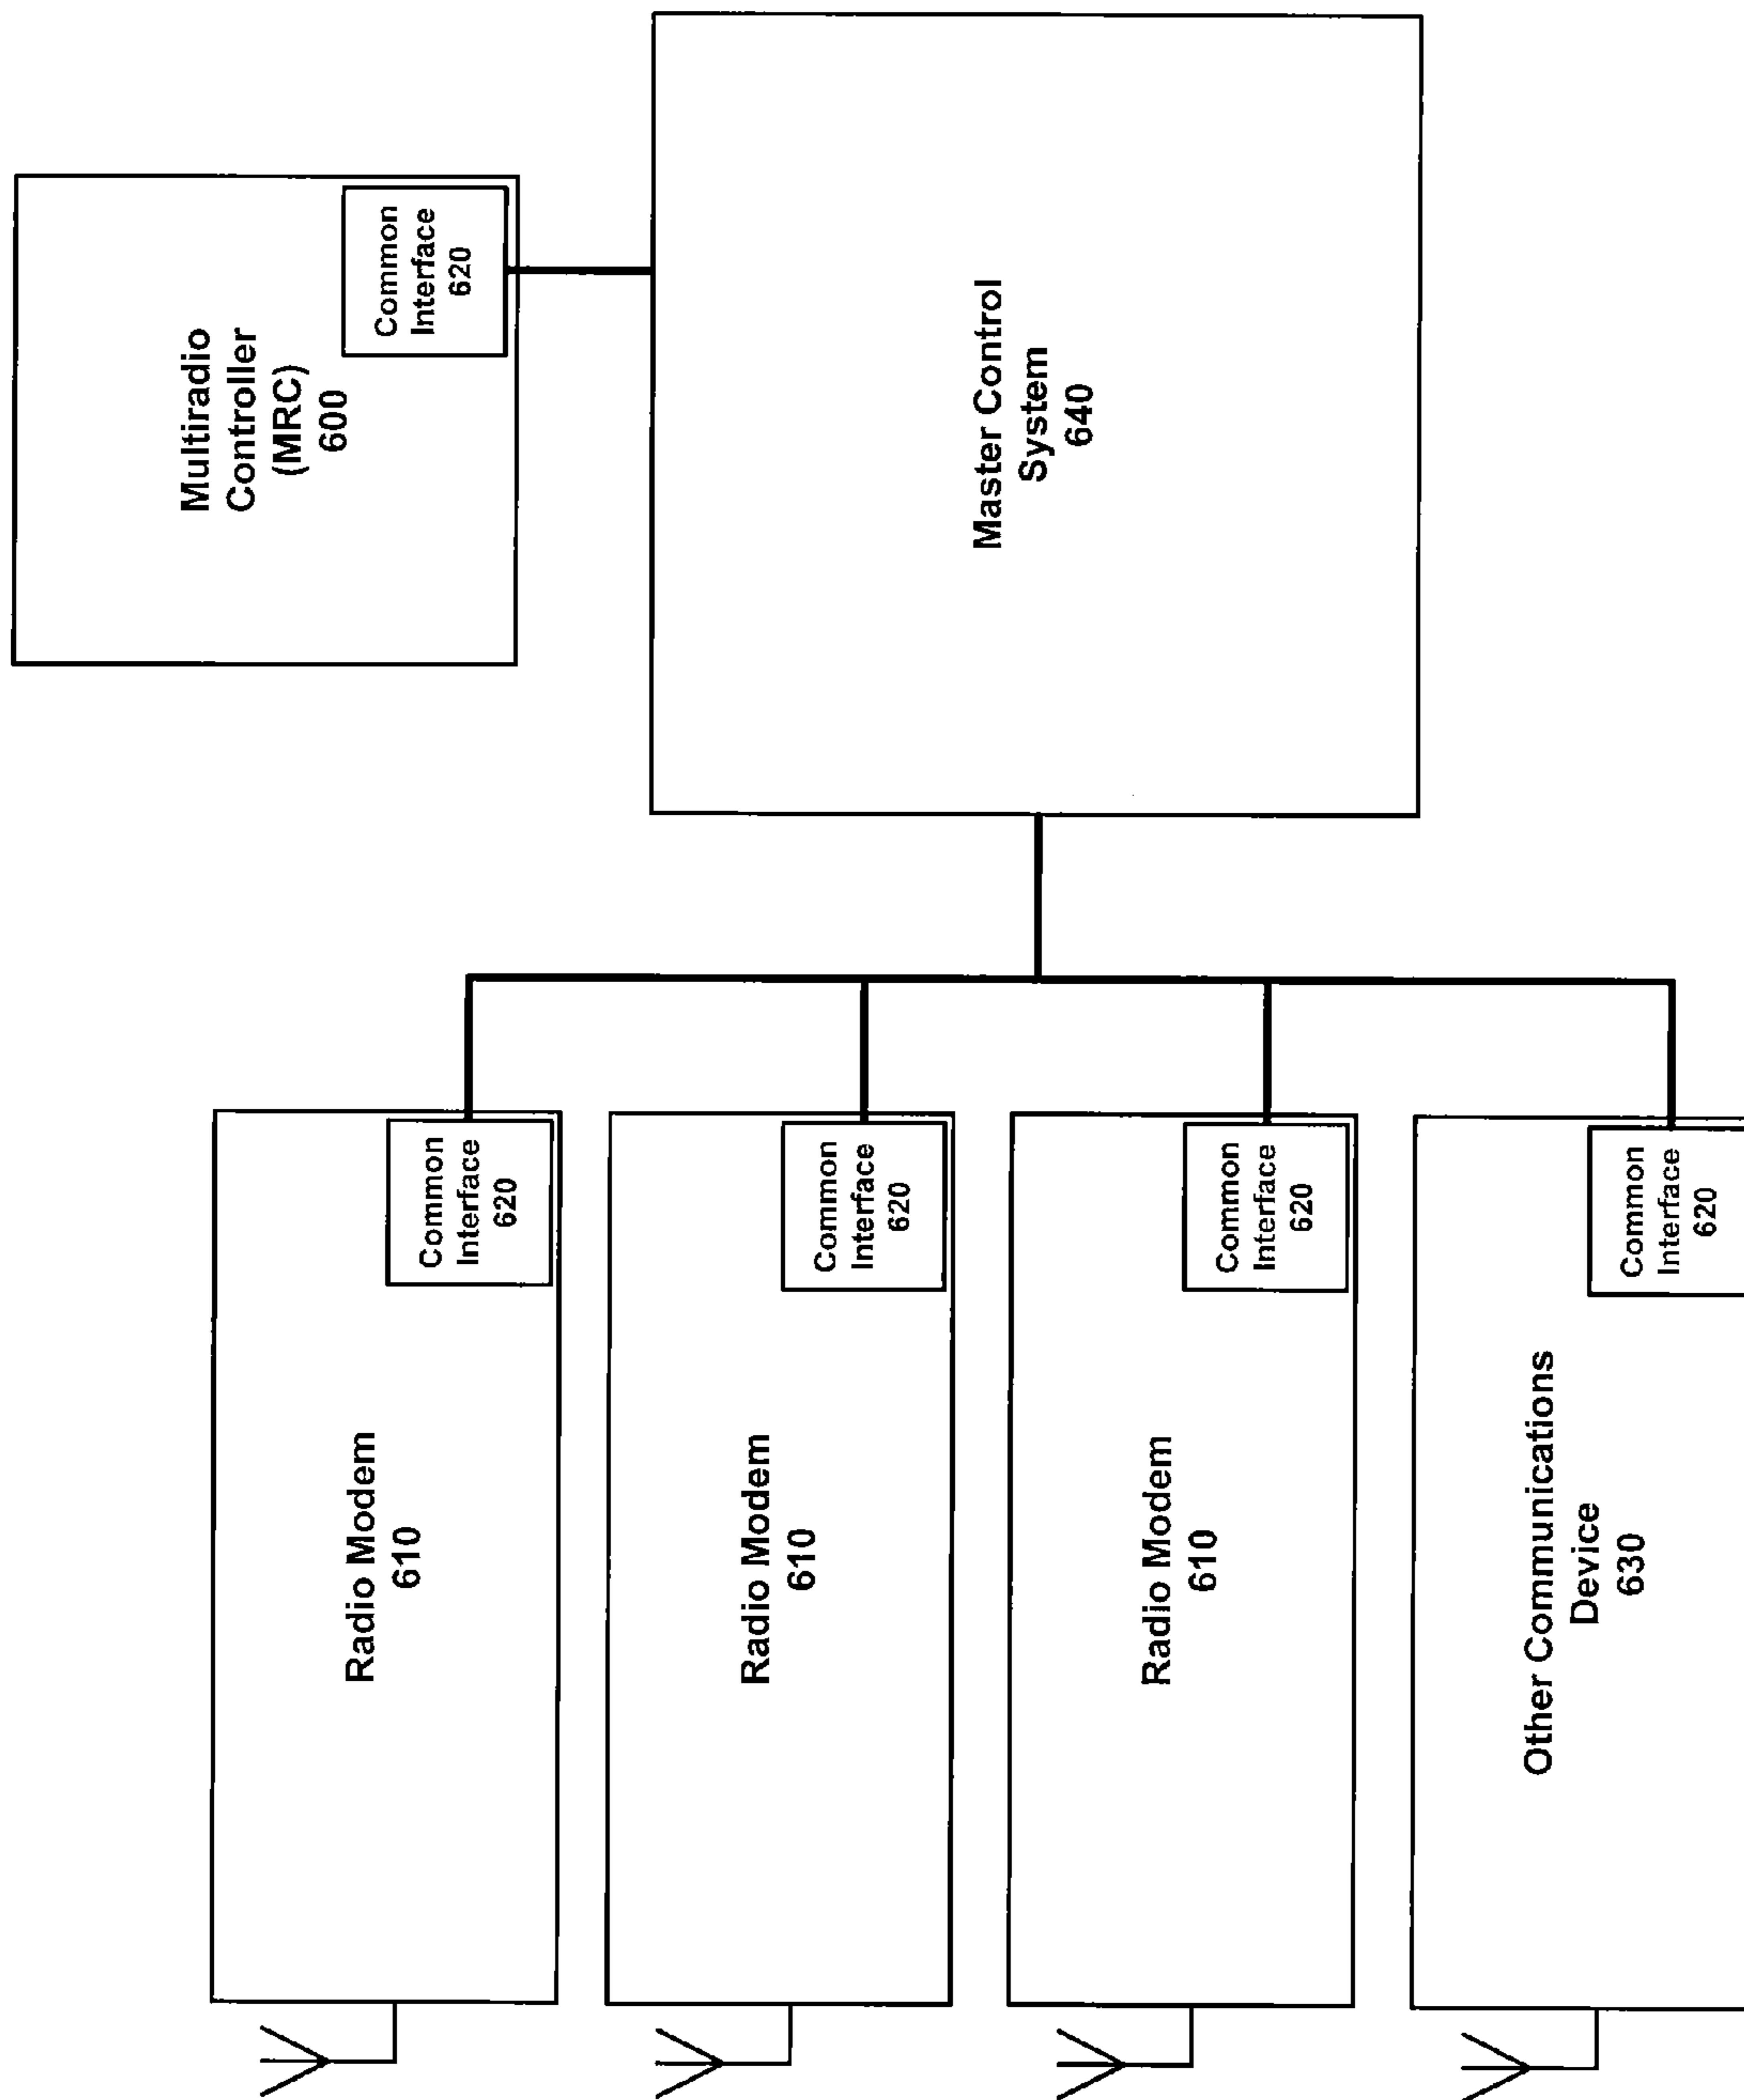 Multiradio
Controller
(MRC)
600
Common
Interface
620
Master Control
System
640
Radio Modem
610
Common
Interface
620
Radio Modem
610
Common
Interface
620
Radio Modem
610
Common
Interface
620
Other Communications
Device
630
Common
Interface
620